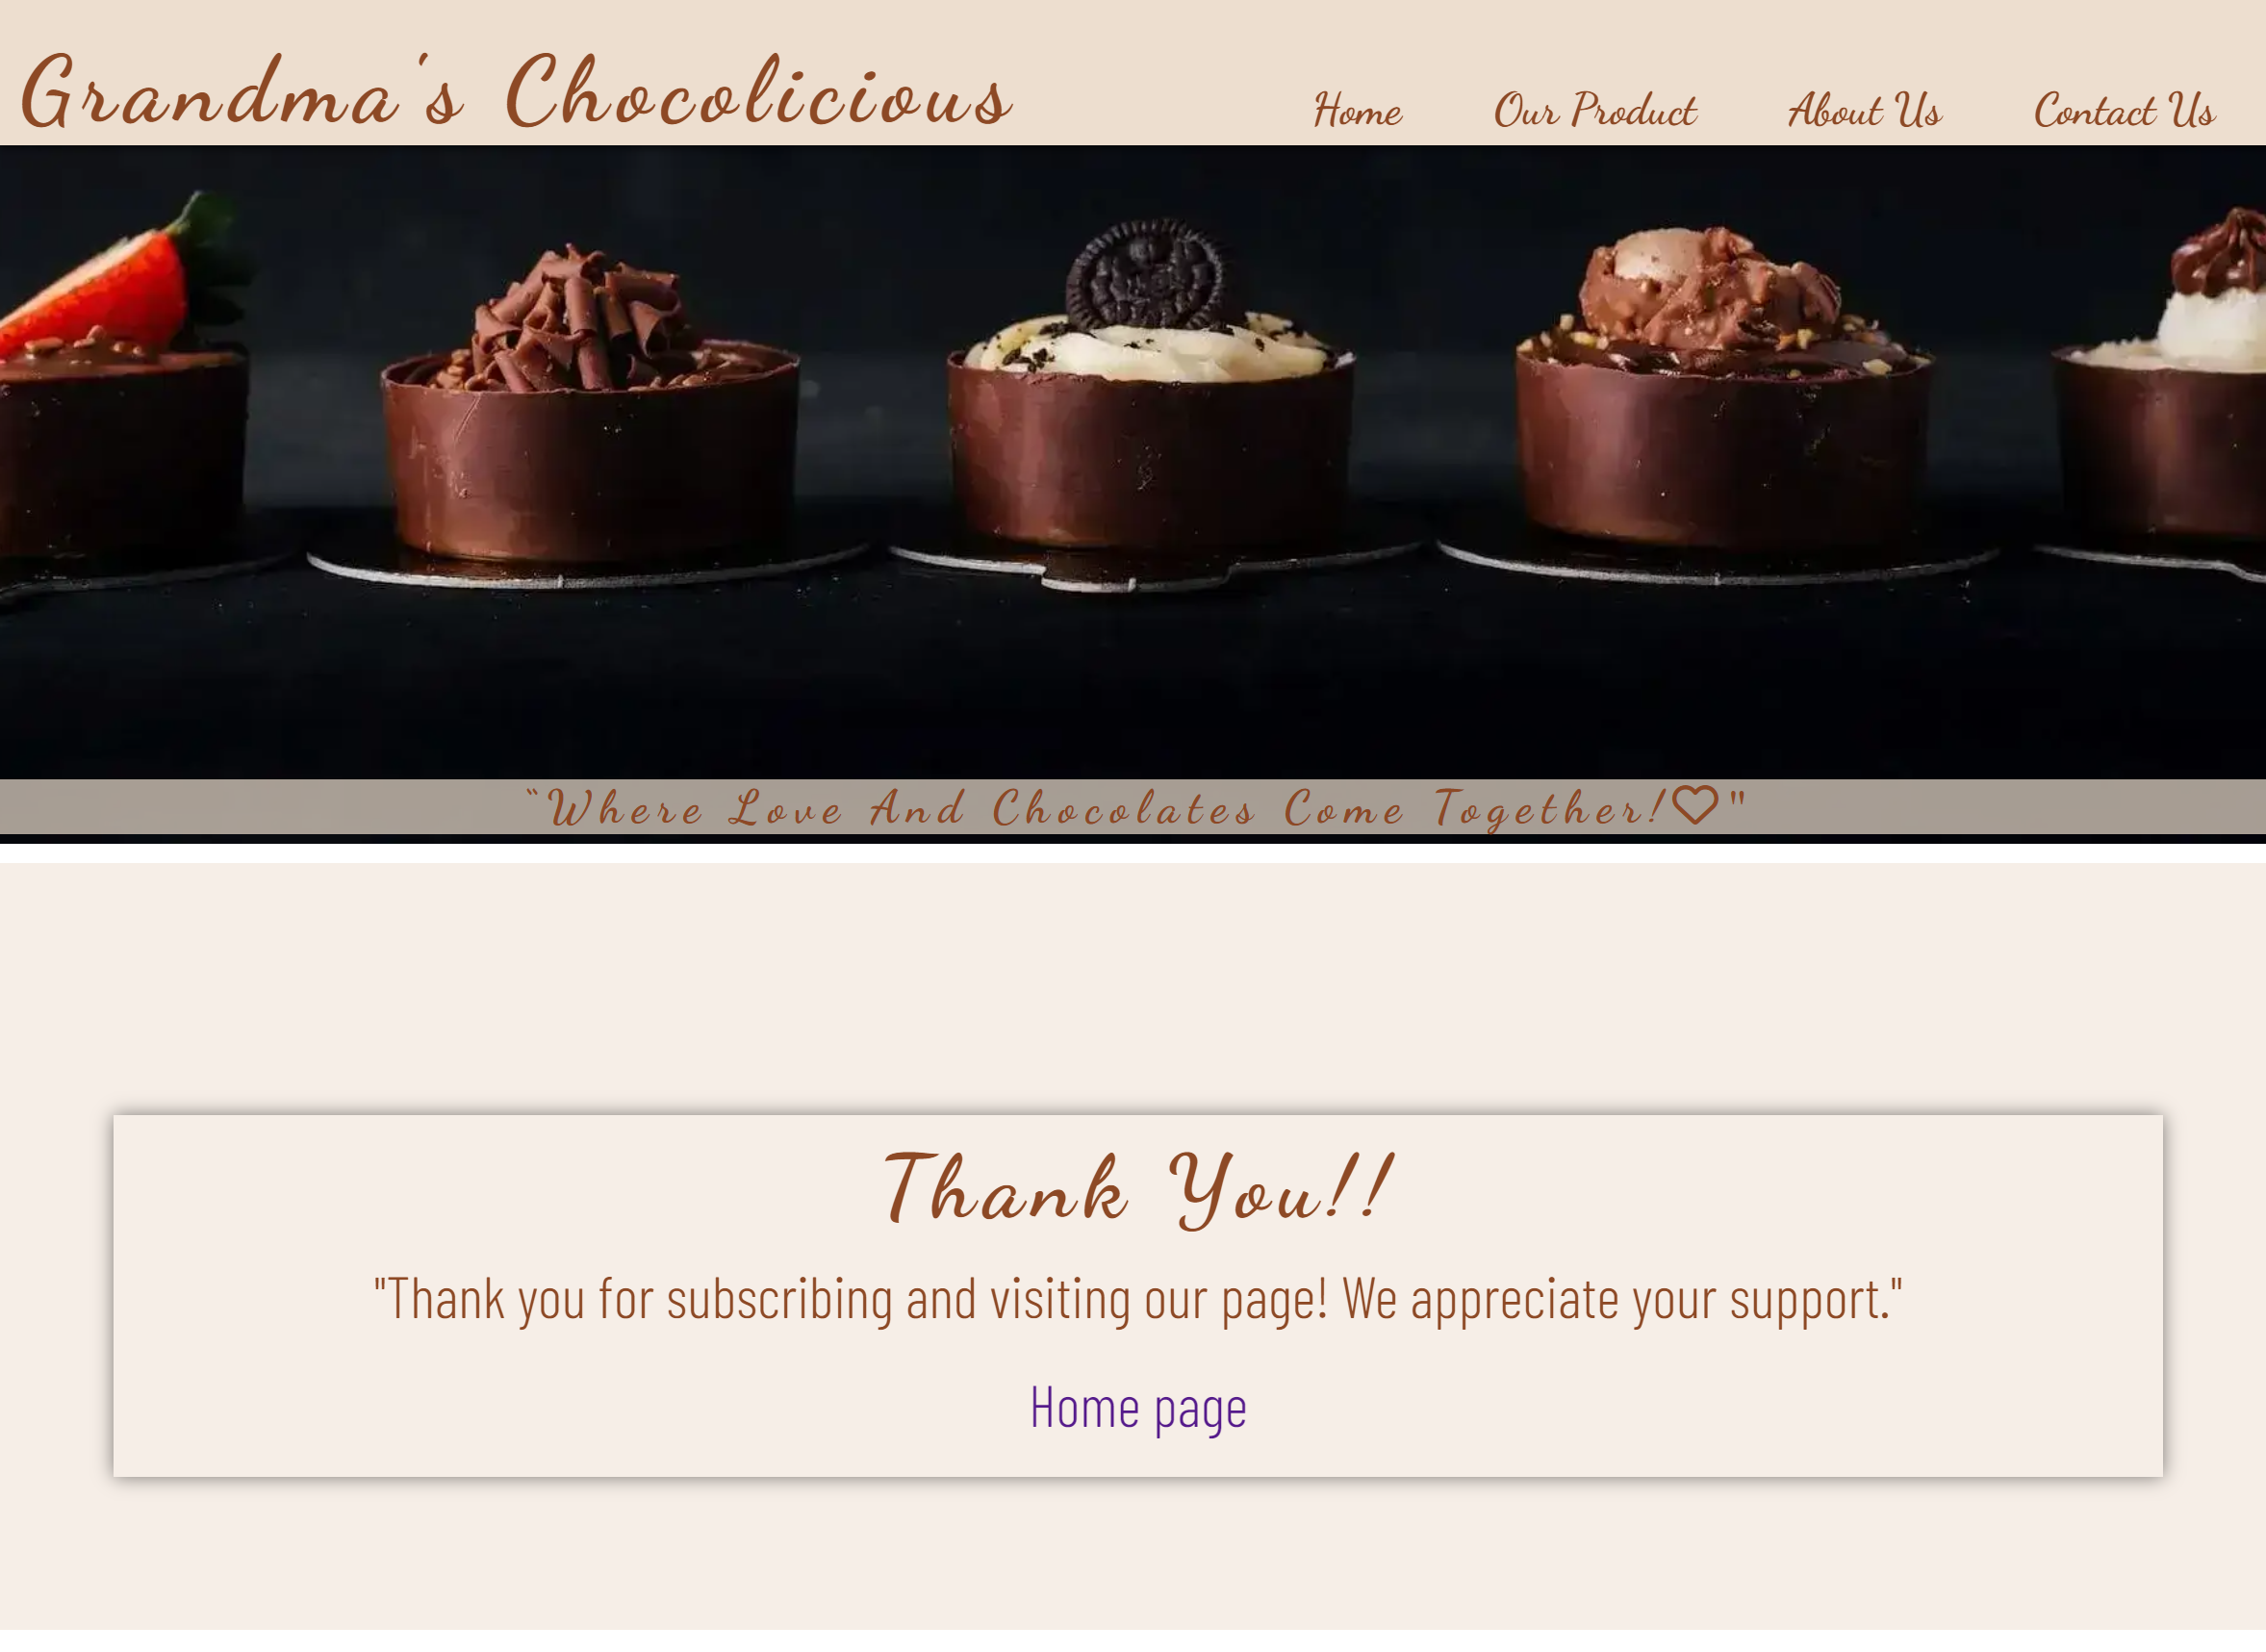 Grandma's Chocolicious
Home Our Product About Us Contact Us
"Where Love And Chocolates Come Together!♡"
Thank You!!
"Thank you for subscribing and visiting our page! We appreciate your support."
Home page